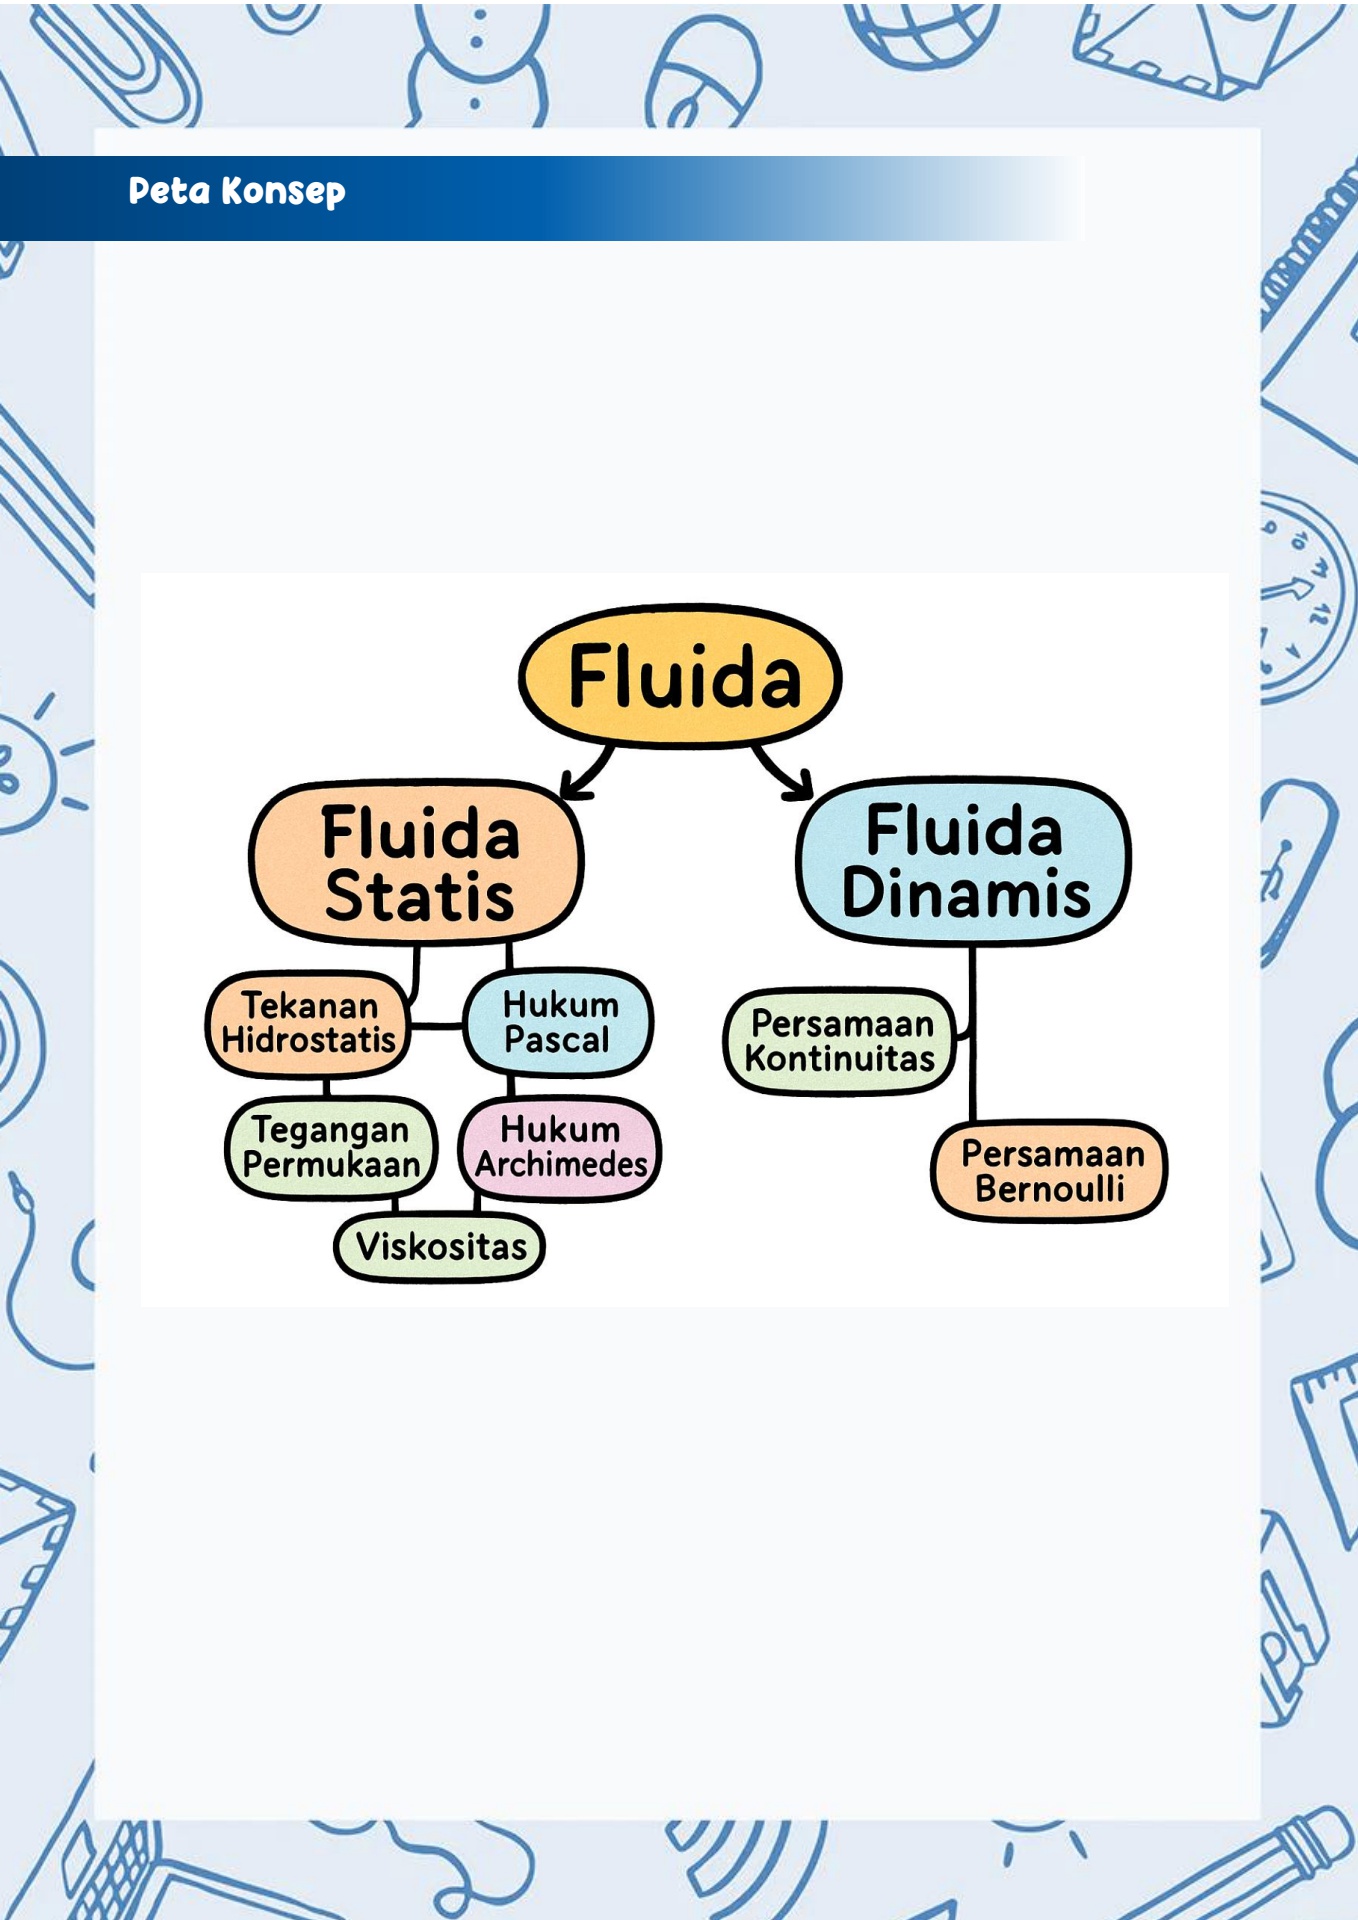 Peta Konsep
Fluida
Fluida
Statis
Fluida
Dinamis
Tekanan
Hidrostatis
Hukum
Pascal
Persamaan
Kontinuitas
Tegangan
Permukaan
Hukum
Archimedes
Persamaan
Bernoulli
Viskositas